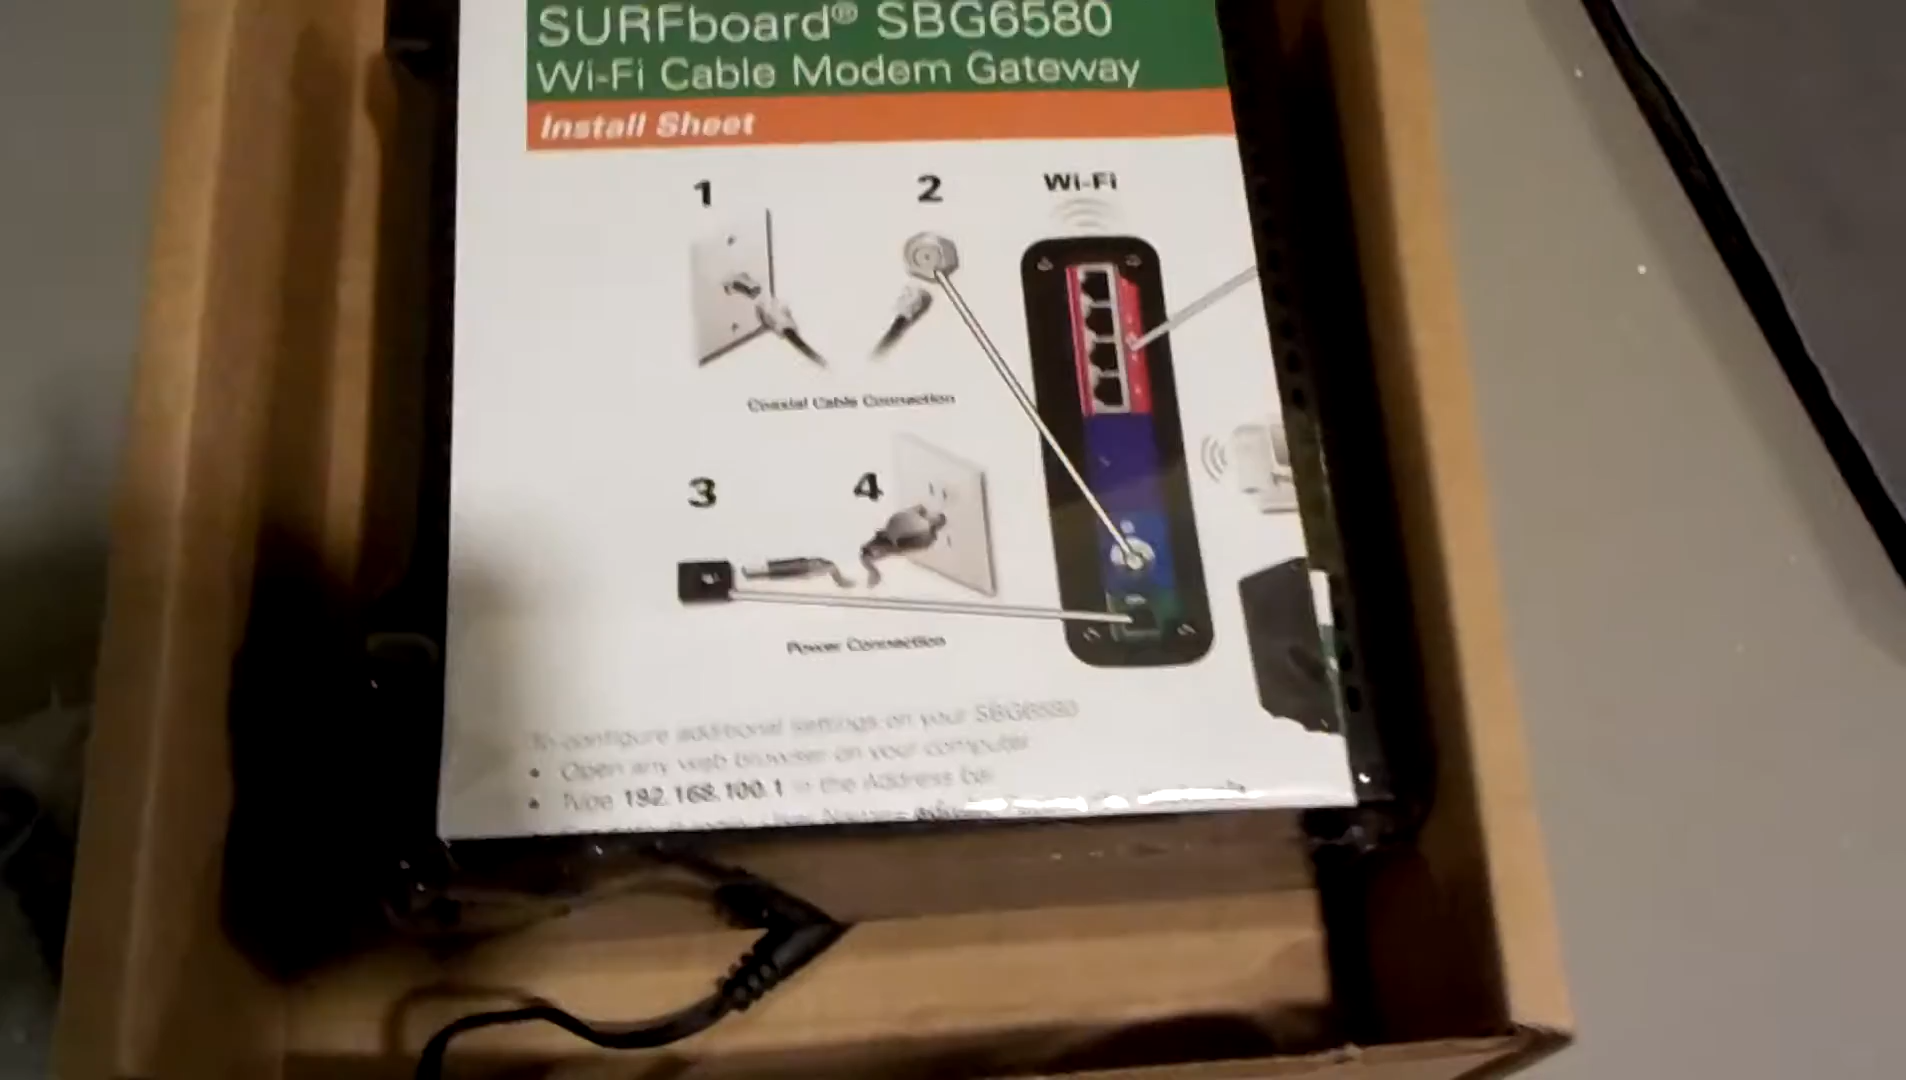 SURFboard® SBG6580
Wi-Fi Cable Modem Gateway
Install Sheet
1
2
Wi-Fi
Coaxial Cable Connection
3
4
Power Connection
To configure additional settings on your SBG6580
• Open any web browser on your computer
• Type 192.168.100.1 in the Address bar